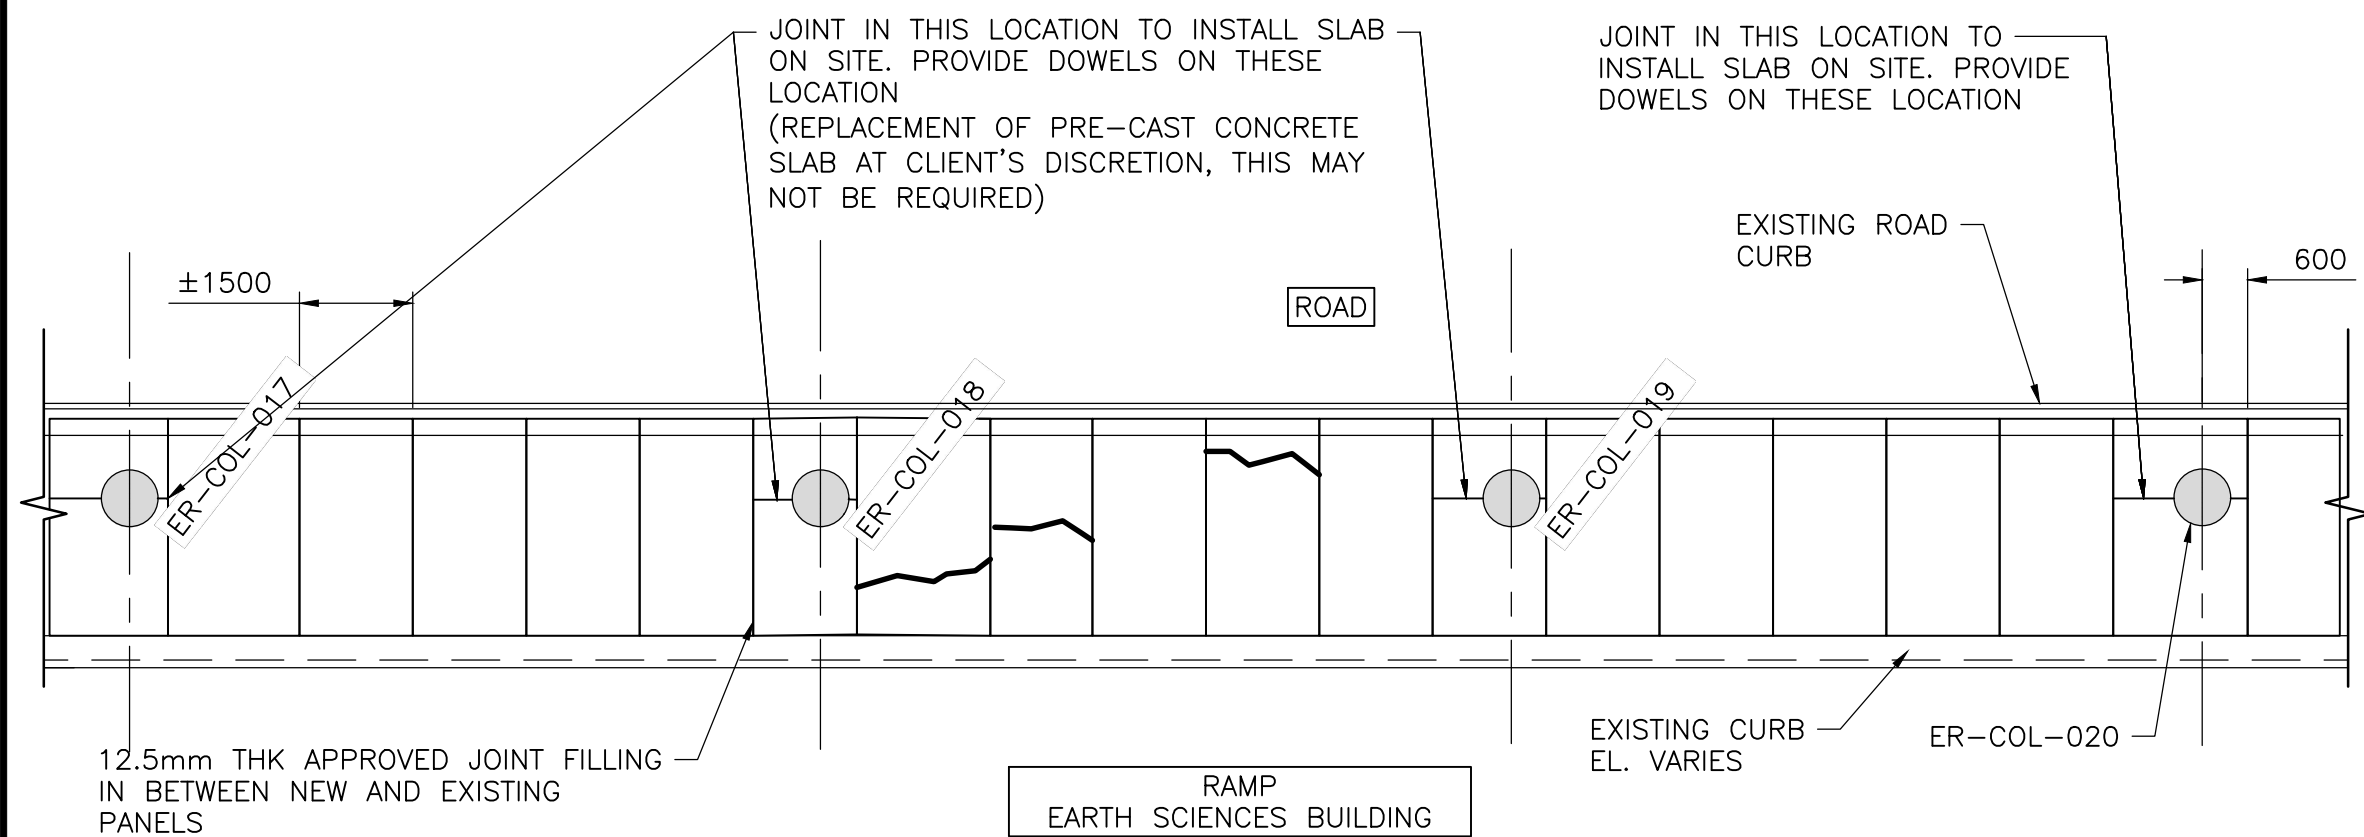 JOINT IN THIS LOCATION TO INSTALL SLAB
ON SITE. PROVIDE DOWELS ON THESE
LOCATION
(REPLACEMENT OF PRE-CAST CONCRETE
SLAB AT CLIENT'S DISCRETION, THIS MAY
NOT BE REQUIRED)
JOINT IN THIS LOCATION TO
INSTALL SLAB ON SITE. PROVIDE
DOWELS ON THESE LOCATION
EXISTING ROAD
CURB
±1500
600
ROAD
ER-COL-017
ER-COL-018
ER-COL-019
12.5mm THK APPROVED JOINT FILLING
IN BETWEEN NEW AND EXISTING
PANELS
RAMP
EARTH SCIENCES BUILDING
EXISTING CURB
EL. VARIES
ER-COL-020